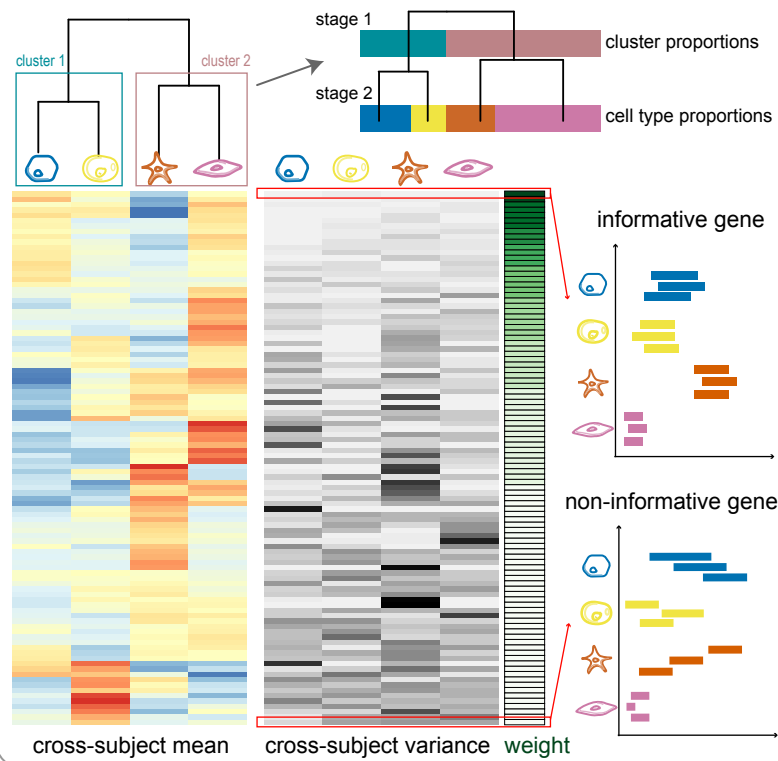 stage 1
cluster 1
cluster 2
cluster proportions
stage 2
cell type proportions
informative gene
non-informative gene
cross-subject mean
cross-subject variance
weight